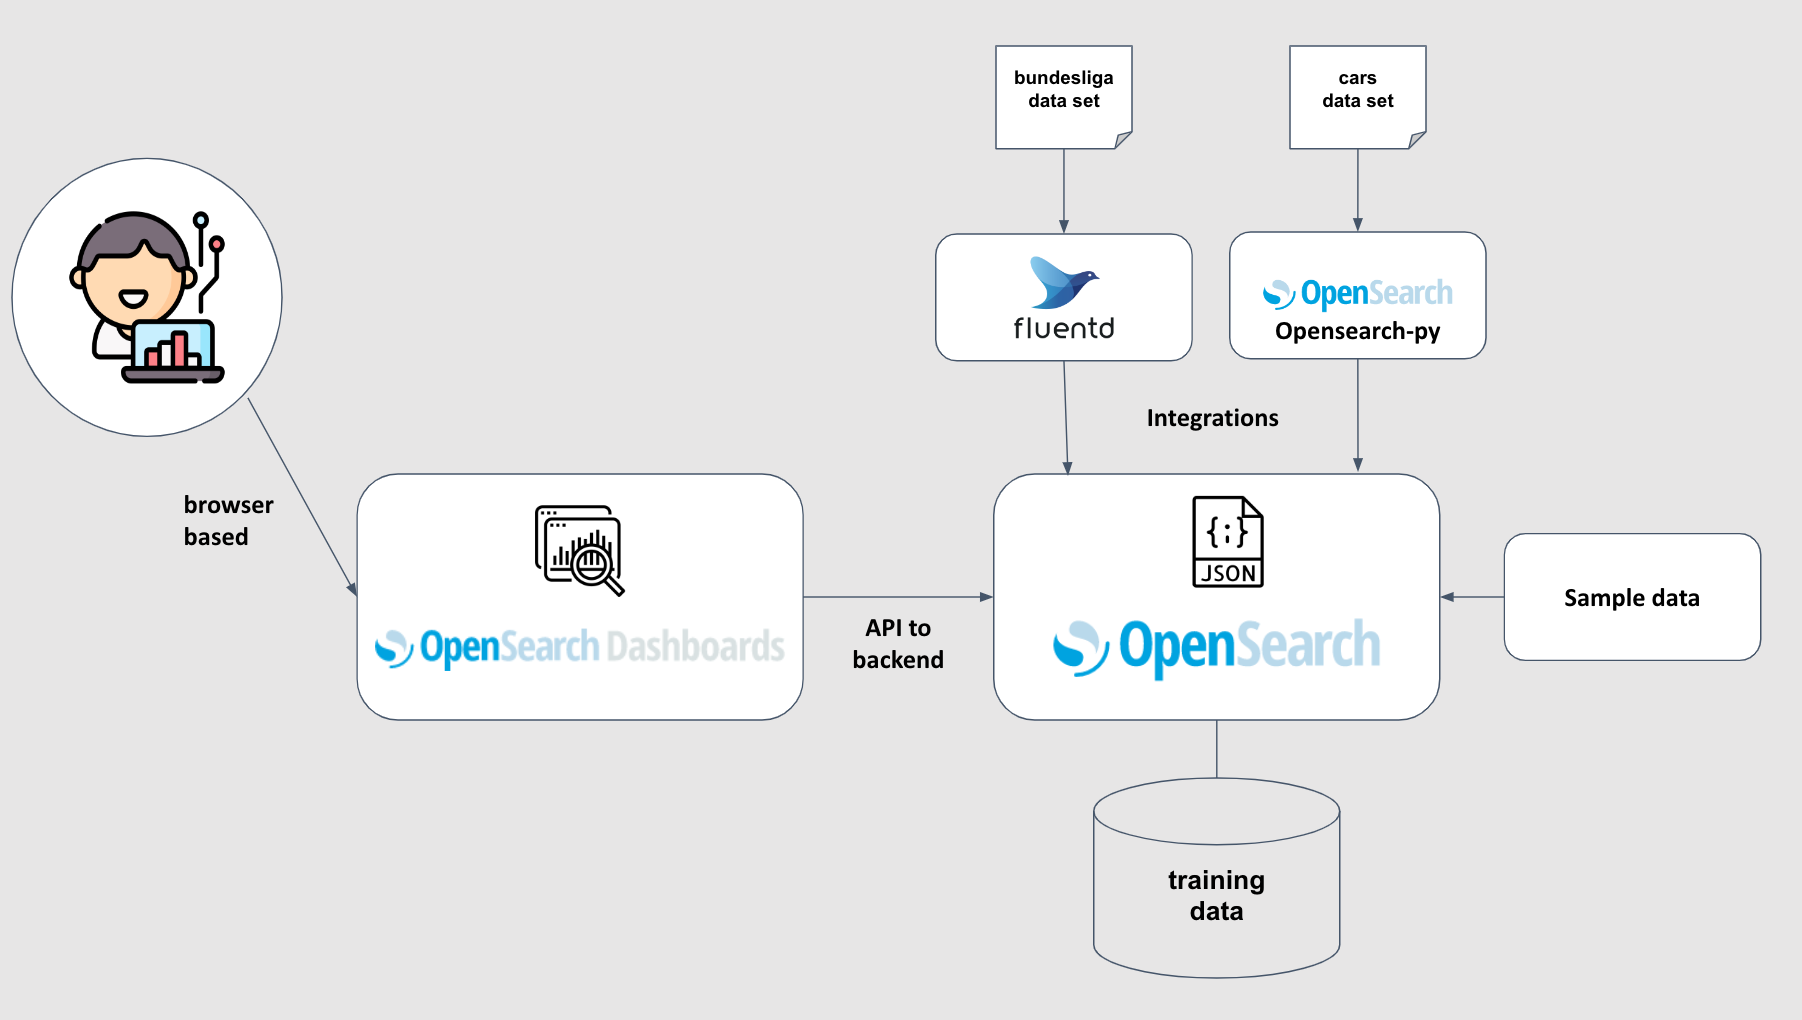 bundesliga
data set
cars
data set
fluentd
OpenSearch
Opensearch-py
Integrations
browser
based
OpenSearch Dashboards
API to
backend
{;}
JSON
OpenSearch
Sample data
training
data